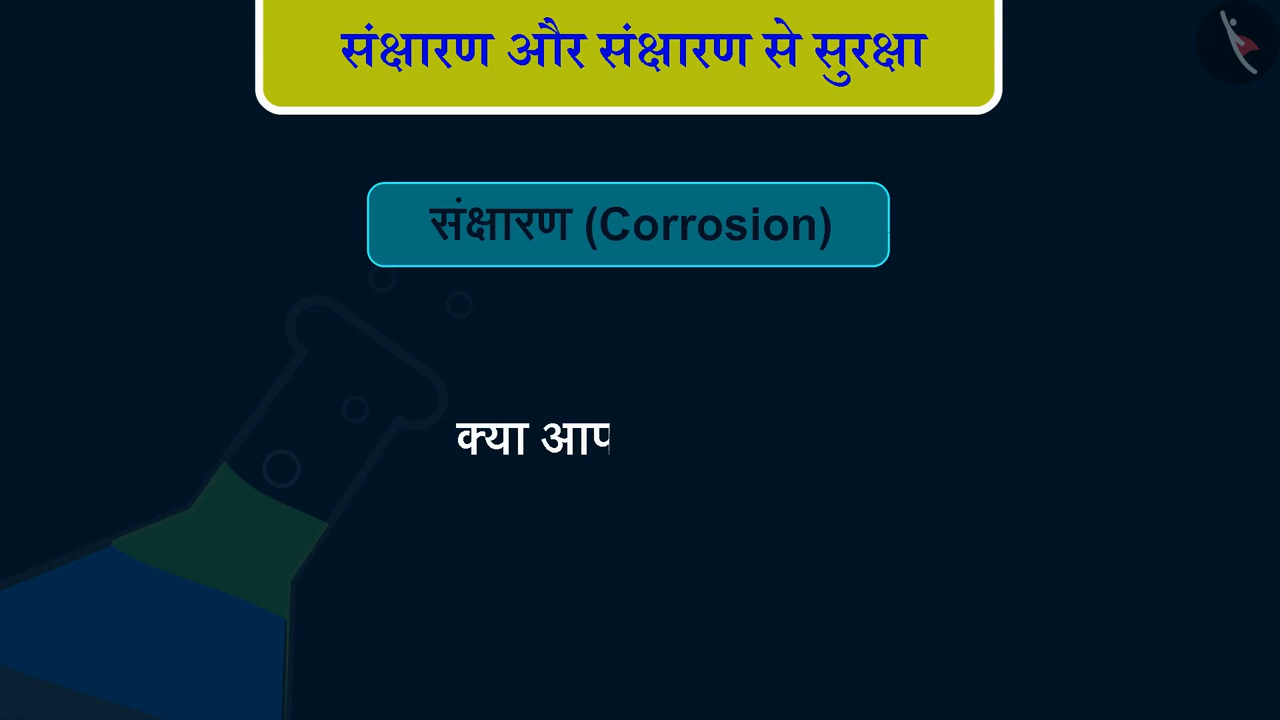 संक्षारण और संक्षारण से सुरक्षा
संक्षारण (Corrosion)
क्या आप